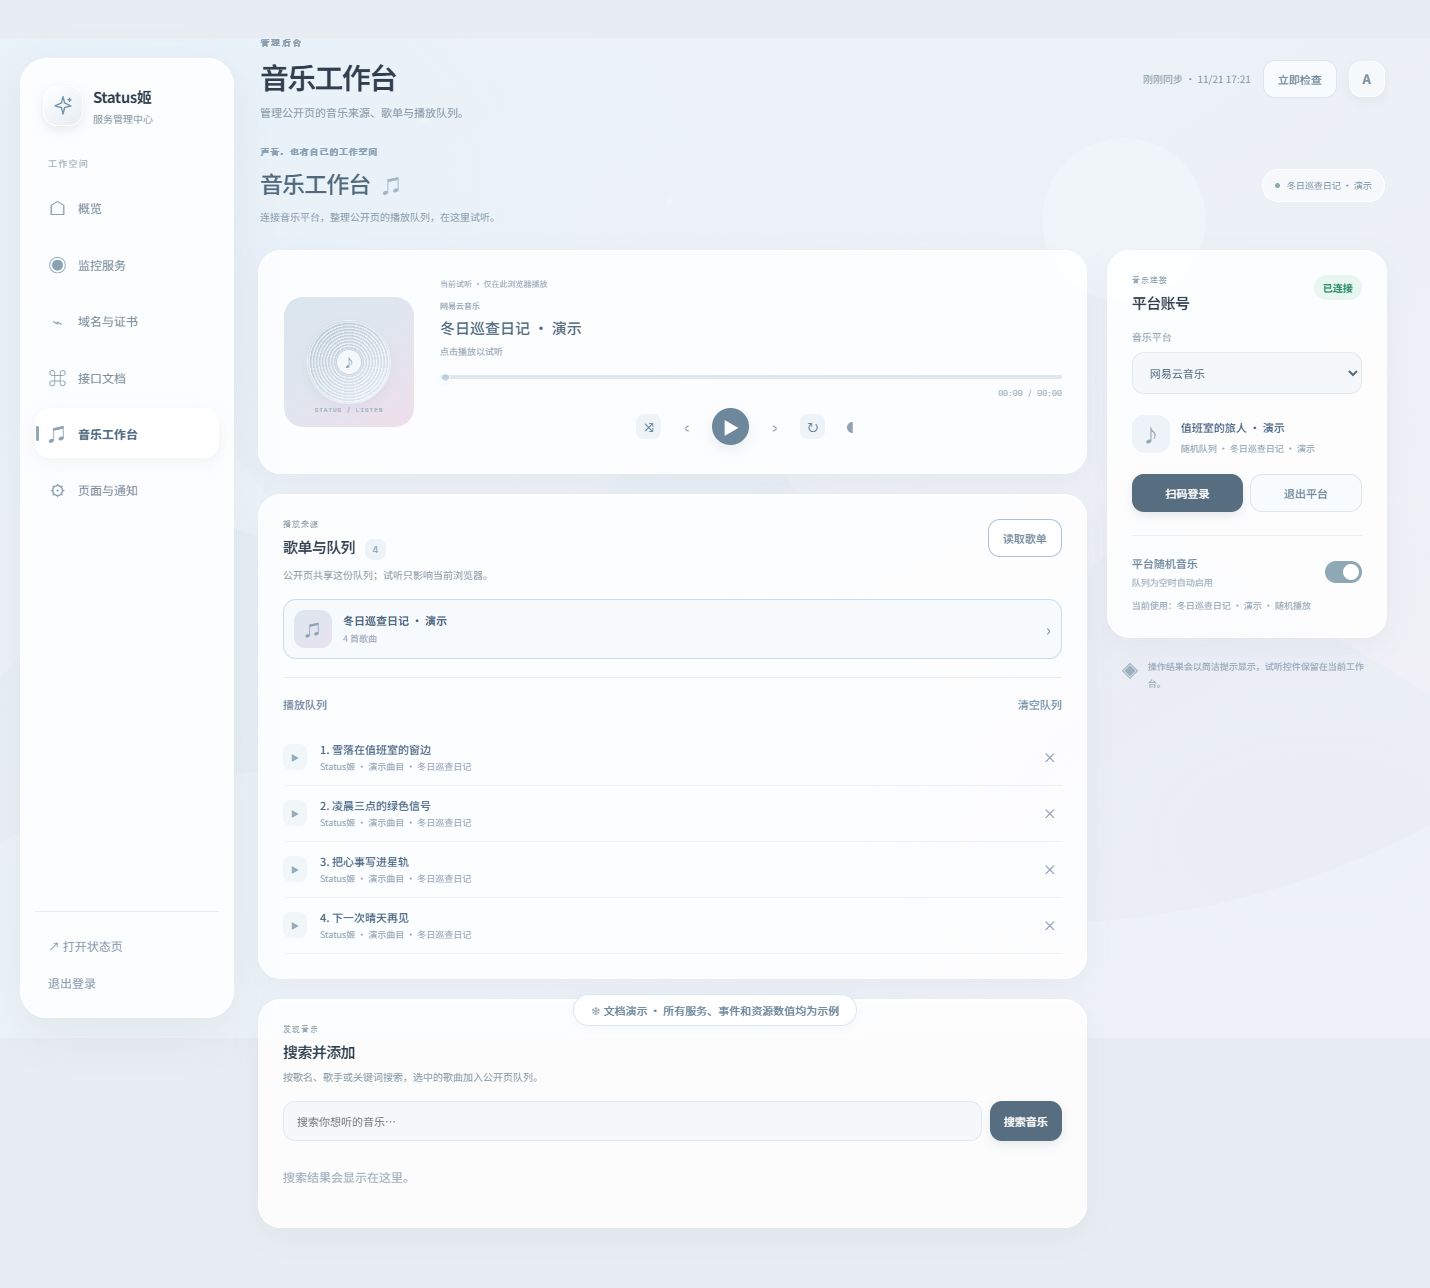 Status姬
服务管理中心
工作空间
概览
监控服务
域名与证书
接口文档
音乐工作台
页面与通知
↗ 打开状态页
退出登录
管理后台
音乐工作台
管理公开页的音乐来源、歌单与播放队列。
刚刚同步 · 11/21 17:21
立即检查
A
声音，也有自己的工作空间
音乐工作台
连接音乐平台，整理公开页的播放队列，在这里试听。
冬日巡查日记 · 演示
STATUS / LISTEN
当前试听 · 仅在此浏览器播放
网易云音乐
冬日巡查日记 · 演示
点击播放以试听
00:00 / 00:00
播放来源
歌单与队列 4
读取歌单
公开页共享这份队列；试听只影响当前浏览器。
冬日巡查日记 · 演示
4 首歌曲
播放队列
清空队列
1. 雪落在值班室的窗边
Status姬 · 演示曲目 · 冬日巡查日记
2. 凌晨三点的绿色信号
Status姬 · 演示曲目 · 冬日巡查日记
3. 把心事写进星轨
Status姬 · 演示曲目 · 冬日巡查日记
4. 下一次晴天再见
Status姬 · 演示曲目 · 冬日巡查日记
❄ 文档演示 · 所有服务、事件和资源数值均为示例
发现音乐
搜索并添加
按歌名、歌手或关键词搜索，选中的歌曲加入公开页队列。
搜索你想听的音乐…
搜索音乐
搜索结果会显示在这里。
音乐连接
平台账号
已连接
音乐平台
网易云音乐
值班室的旅人 · 演示
随机队列 · 冬日巡查日记 · 演示
扫码登录
退出平台
平台随机音乐
队列为空时自动启用
当前使用：冬日巡查日记 · 演示 · 随机播放
操作结果会以简洁提示显示，试听控件保留在当前工作
台。